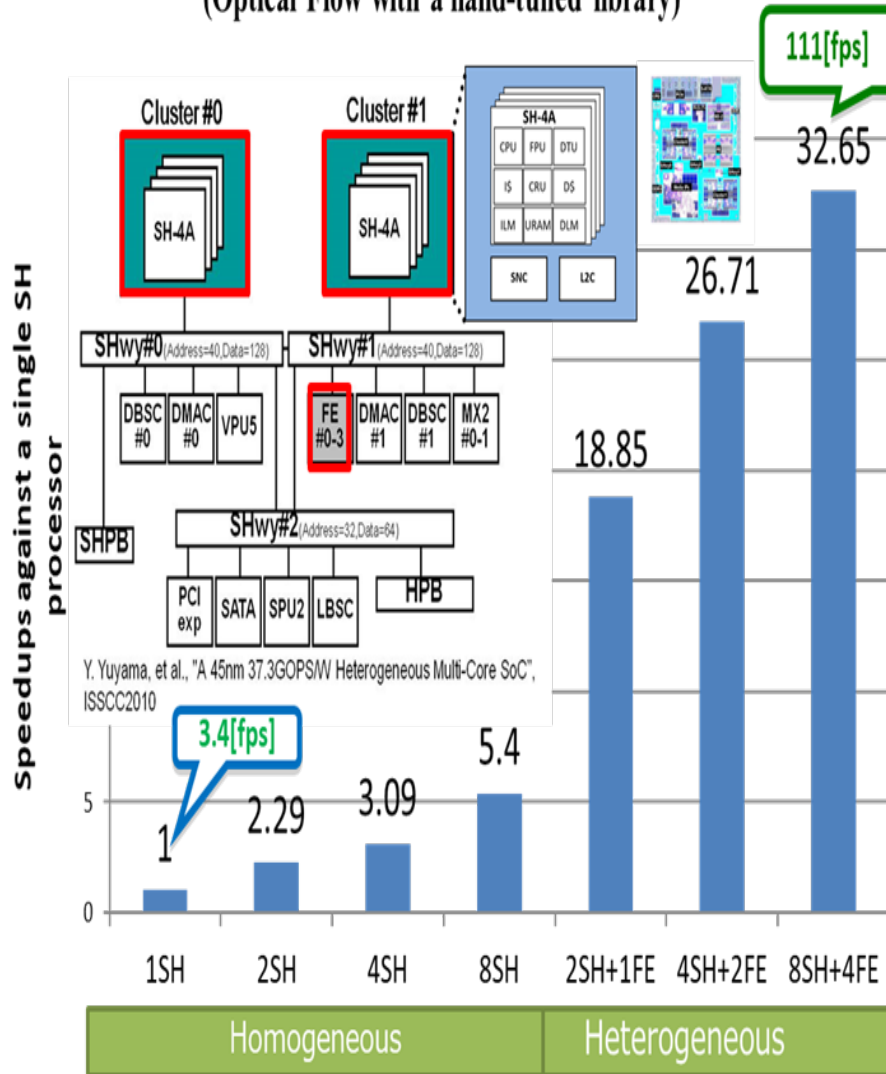 (Optical Flow with a hand-tuned library)
111[fps]
32.65
26.71
18.85
5.4
3.09
2.29
1
3.4[fps]
Cluster#0
Cluster#1
SH-4A
SH-4A
SH-4A
CPU FPU DTU
I$ CRU D$
ILM URAM DLM
SNC L2C
SHwy#0(Address=40,Data=128)
SHwy#1(Address=40,Data=128)
DBSC #0
DMAC #0
VPU5
FE #0-3
DMAC #1
DBSC #1
MX2 #0-1
SHwy#2(Address=32,Data=64)
SHPB
PCI exp
SATA
SPU2
LBSC
HPB
Y. Yuyama, et al., "A 45nm 37.3GOPS/W Heterogeneous Multi-Core SoC",
ISSCC2010
Speedups against a single SH
processor
5
0
1SH 2SH 4SH 8SH 2SH+1FE 4SH+2FE 8SH+4FE
Homogeneous Heterogeneous